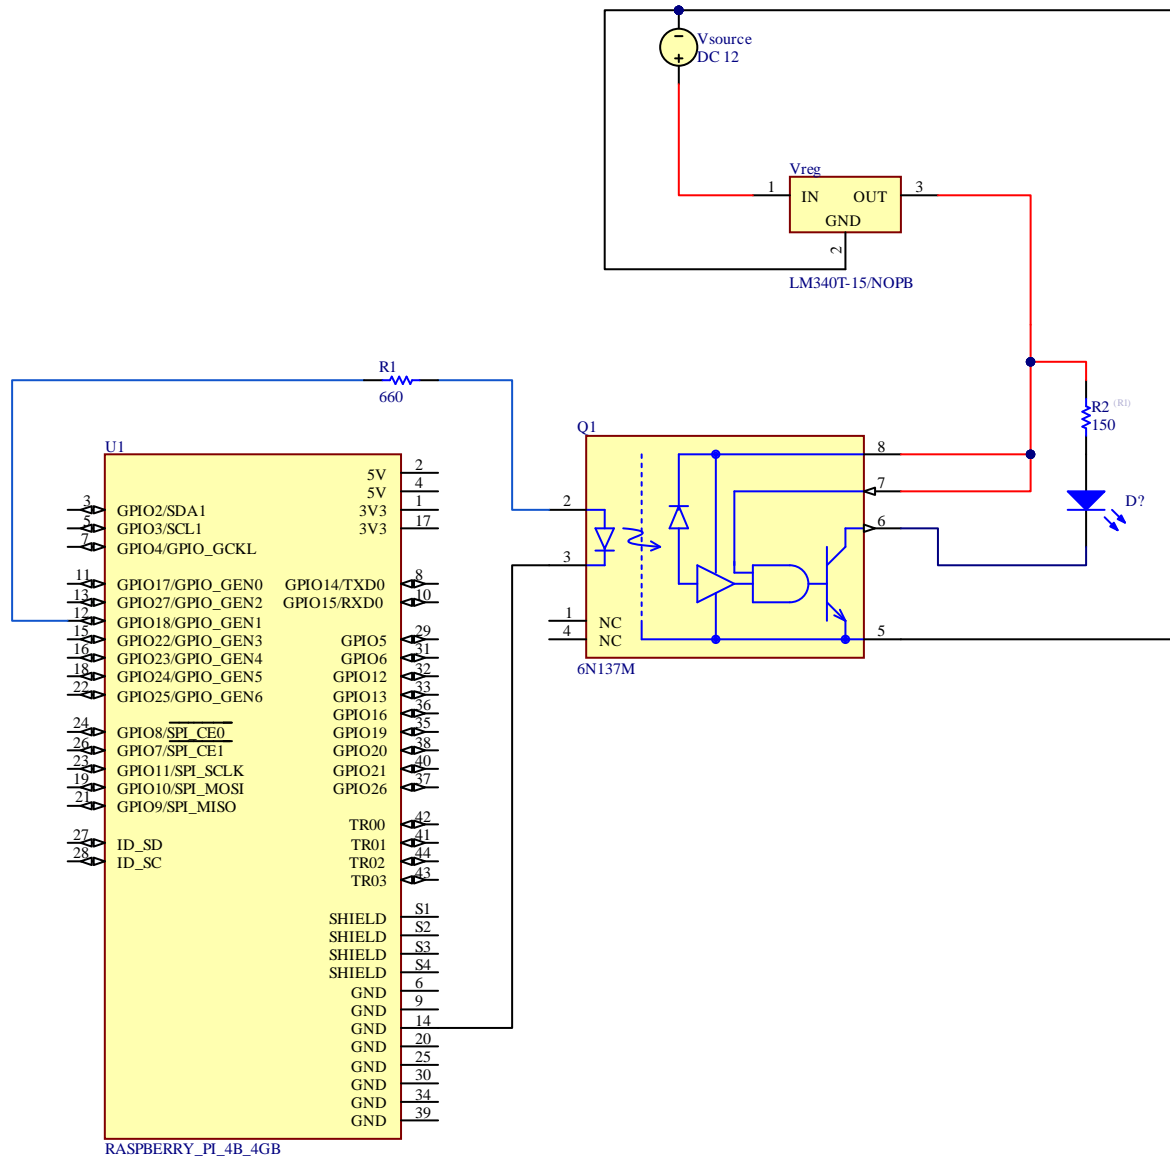 Vsource
DC 12
Vreg
1
IN
OUT
3
GND
2
LM340T-15/NOPB
R1
660
R2
(R1)
150
D?
Q1
8
7
6
5
2
3
1
NC
4
NC
6N137M
U1
5V
2
5V
4
3
GPIO2/SDA1
3V3
1
5
GPIO3/SCL1
3V3
17
7
GPIO4/GPIO_GCKL
11
GPIO17/GPIO_GEN0
GPIO14/TXD0
8
13
GPIO27/GPIO_GEN2
GPIO15/RXD0
10
12
GPIO18/GPIO_GEN1
15
GPIO22/GPIO_GEN3
GPIO5
29
16
GPIO23/GPIO_GEN4
GPIO6
31
18
GPIO24/GPIO_GEN5
GPIO12
32
22
GPIO25/GPIO_GEN6
GPIO13
33
GPIO16
36
24
GPIO8/SPI_CE0
GPIO19
35
26
GPIO7/SPI_CE1
GPIO20
38
23
GPIO11/SPI_SCLK
GPIO21
40
19
GPIO10/SPI_MOSI
GPIO26
37
21
GPIO9/SPI_MISO
TR00
42
27
ID_SD
TR01
41
28
ID_SC
TR02
44
TR03
43
SHIELD
S1
SHIELD
S2
SHIELD
S3
SHIELD
S4
GND
6
GND
9
GND
14
GND
20
GND
25
GND
30
GND
34
GND
39
RASPBERRY_PI_4B_4GB